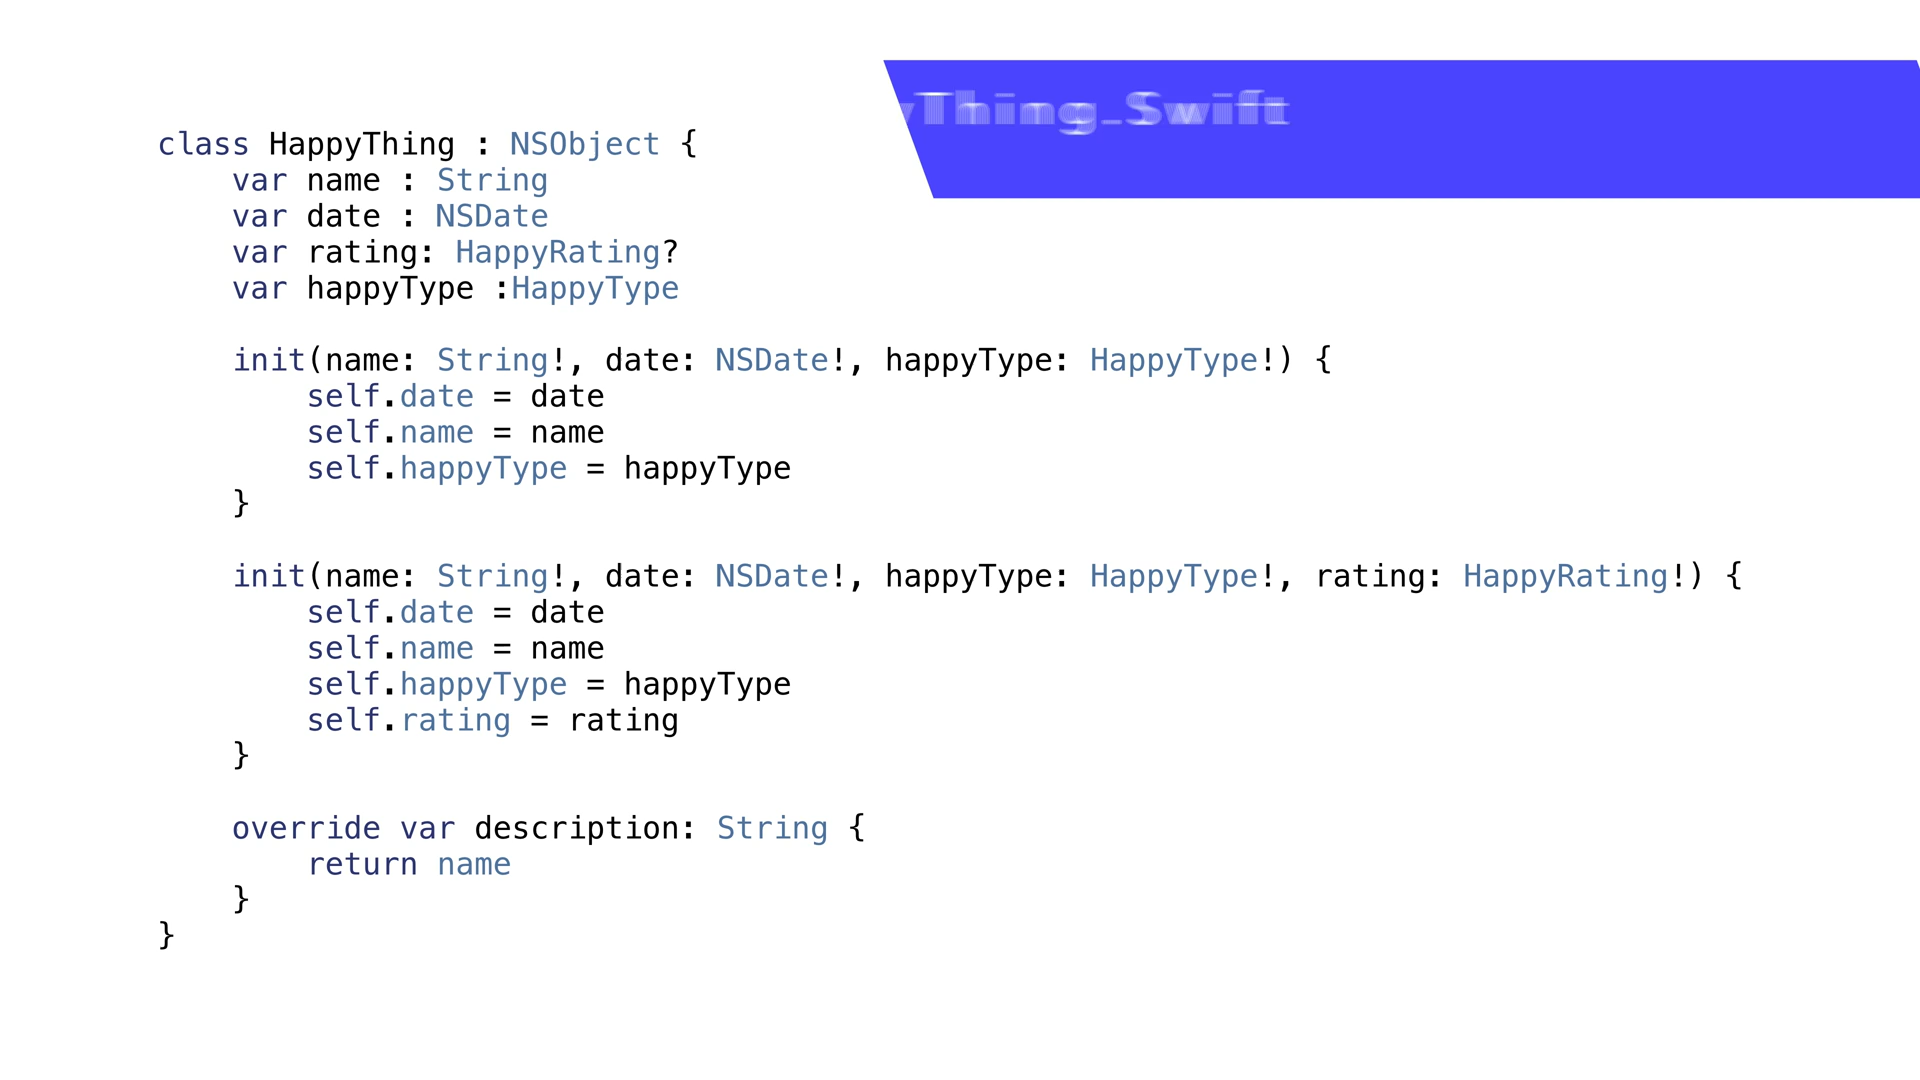 Thing_Swift
class HappyThing : NSObject {
    var name : String
    var date : NSDate
    var rating: HappyRating?
    var happyType :HappyType

    init(name: String!, date: NSDate!, happyType: HappyType!) {
        self.date = date
        self.name = name
        self.happyType = happyType
    }

    init(name: String!, date: NSDate!, happyType: HappyType!, rating: HappyRating!) {
        self.date = date
        self.name = name
        self.happyType = happyType
        self.rating = rating
    }

    override var description: String {
        return name
    }
}